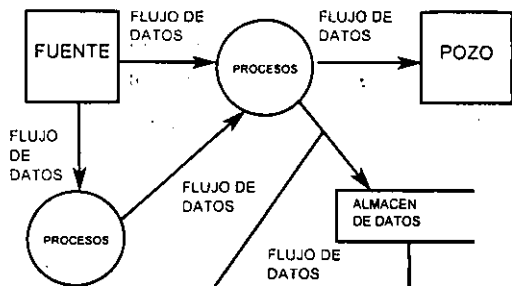 FLUJO DE
DATOS
FLUJO DE
DATOS
FUENTE
PROCESOS
POZO
FLUJO
DE
DATOS
FLUJO DE
DATOS
PROCESOS
ALMACEN
DE DATOS
FLUJO DE
DATOS